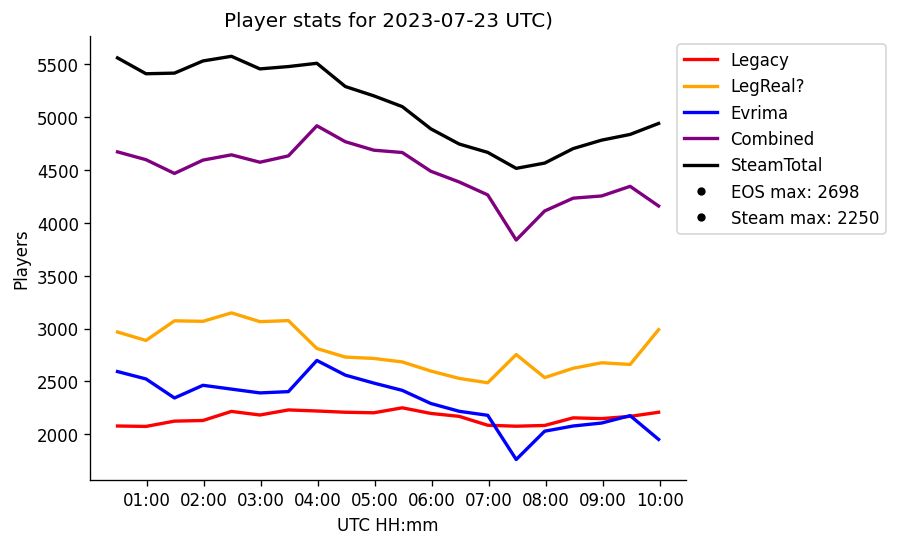 Player stats for 2023-07-23 UTC)
Legacy
LegReal?
Evrima
Combined
SteamTotal
EOS max: 2698
Steam max: 2250
Players
5500
5000
4500
4000
3500
3000
2500
2000
01:00 02:00 03:00 04:00 05:00 06:00 07:00 08:00 09:00 10:00
UTC HH:mm